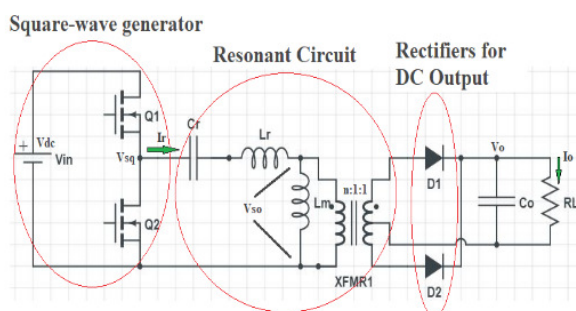 Square-wave generator
Resonant Circuit
Rectifiers for
DC Output
Q1
Ir
Cr
Lr
Vdc
+
Vin
Vsq
Vso
Lm
n:1:1
D1
Vo
Io
Co
RL
Q2
XFMR1
D2